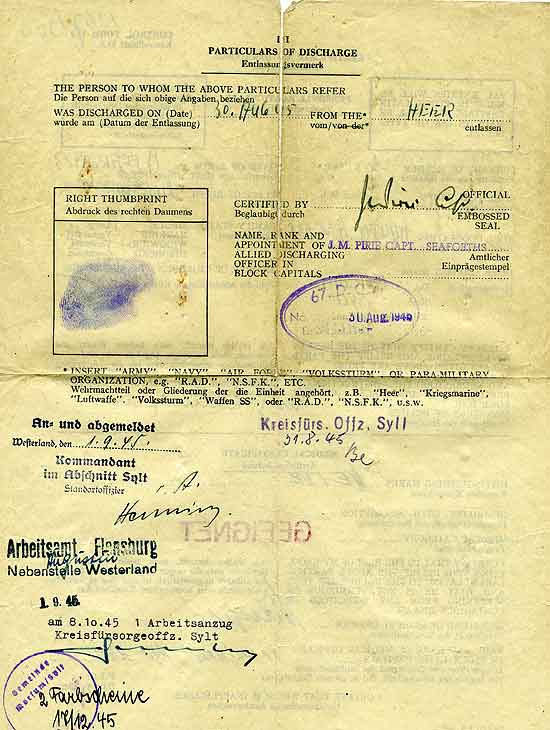 III
PARTICULARS OF DISCHARGE
Entlassungsvermerk
THE PERSON TO WHOM THE ABOVE PARTICULARS REFER
Die Person auf die sich obige Angaben beziehen
WAS DISCHARGED ON (Date) 30. AUG 45 FROM THE* HEER
wurde am (Datum der Entlassung) vom/von der* entlassen
RIGHT THUMBPRINT
Abdruck des rechten Daumens
CERTIFIED BY OFFICIAL
Beglaubigt durch EMBOSSED
SEAL
NAME, RANK AND
APPOINTMENT OF J. M. PIRIE CAPT. SEAFORTHS
ALLIED DISCHARGING Amtlicher
OFFICER IN Einprägestempel
BLOCK CAPITALS
67
30 AUG 1945
* INSERT "ARMY" "NAVY" "AIR FORCE" "VOLKSSTURM" OR PARA-MILITARY
ORGANIZATION, e.g. "R.A.D.", "N.S.F.K.", ETC.
Wehrmachtteil oder Gliederung der die Einheit angehört, z.B. "Heer", "Kriegsmarine"
"Luftwaffe", "Volkssturm", "Waffen SS", oder "R.A.D.", "N.S.F.K.", u.s.w.
An- und abgemeldet
Westerland, den 1. 9. 45.
Kreisfürs. Offz, Syll
31. 8. 45
Be
Kommandant
im Abschnitt Sylt
Standortoffizier
Arbeitsamt Flensburg
Nebenstelle Westerland
1. 9. 45
am 8.10.45 1 Arbeitsanzug
Kreisfürsorgeoffz. Sylt
Gemeinde
Morsum/Sylt
2 Farbscheine
17/12. 45